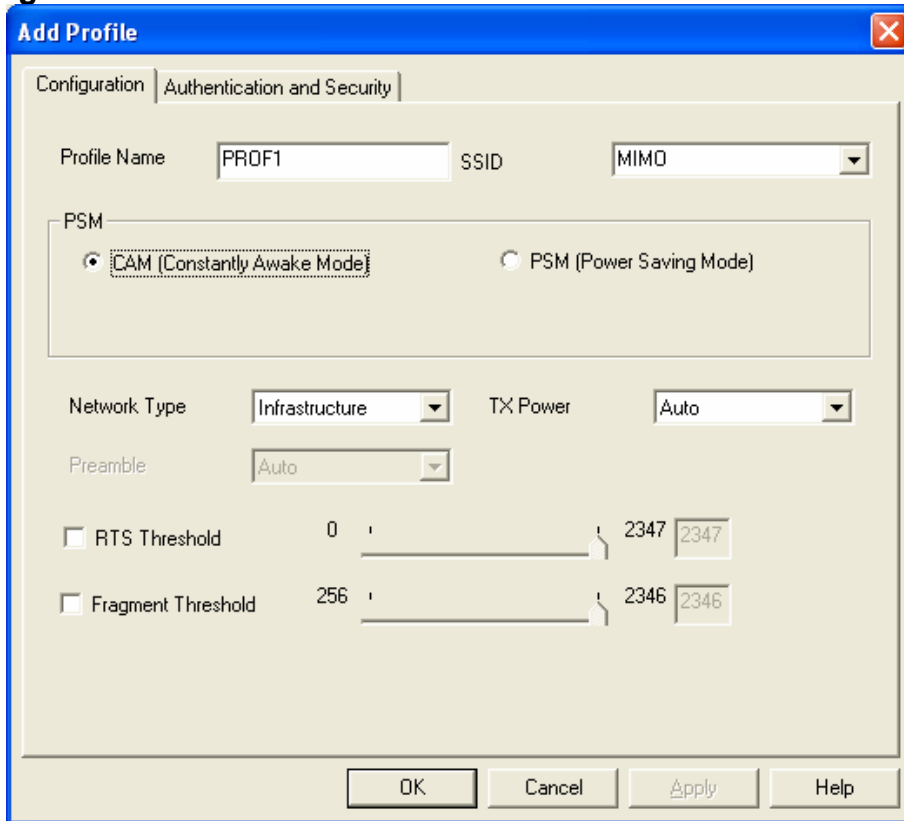 Add Profile
Configuration Authentication and Security
Profile Name PROF1 SSID MIMO
PSM
CAM (Constantly Awake Mode) PSM (Power Saving Mode)
Network Type Infrastructure TX Power Auto
Preamble Auto
RTS Threshold 0 2347 2347
Fragment Threshold 256 2346 2346
OK Cancel Apply Help